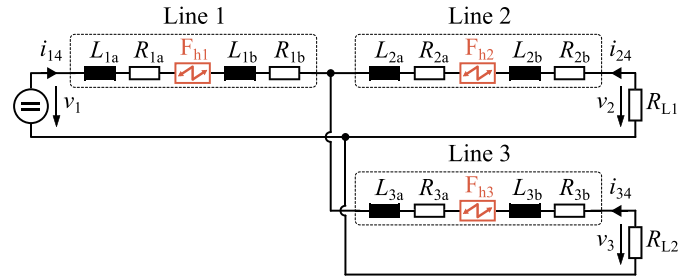 Line 1 Line 2
i14 L1a R1a Fh1 L1b R1b L2a R2a Fh2 L2b R2b i24
v1 v2 RL1
Line 3
L3a R3a Fh3 L3b R3b i34
v3 RL2